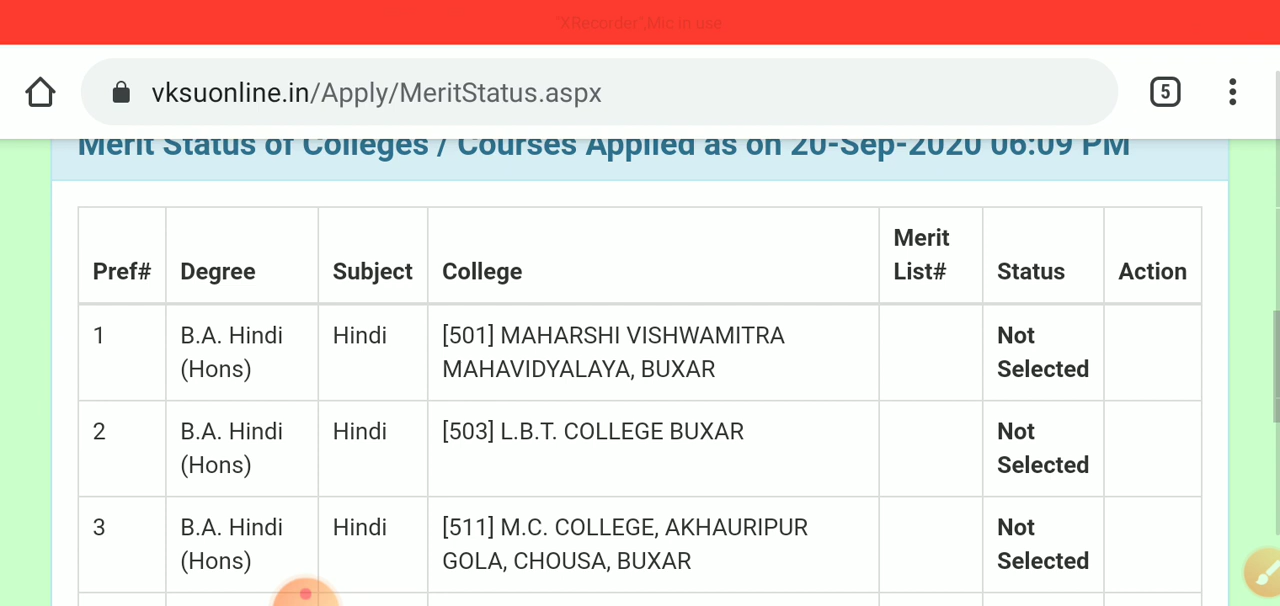 "XRecorder",Mic in use
vksuonline.in/Apply/MeritStatus.aspx
5
Merit Status of Colleges / Courses Applied as on 20-Sep-2020 06:09 PM
Pref# Degree Subject College Merit List# Status Action
1 B.A. Hindi (Hons) Hindi [501] MAHARSHI VISHWAMITRA MAHAVIDYALAYA, BUXAR Not Selected
2 B.A. Hindi (Hons) Hindi [503] L.B.T. COLLEGE BUXAR Not Selected
3 B.A. Hindi (Hons) Hindi [511] M.C. COLLEGE, AKHAURIPUR GOLA, CHOUSA, BUXAR Not Selected